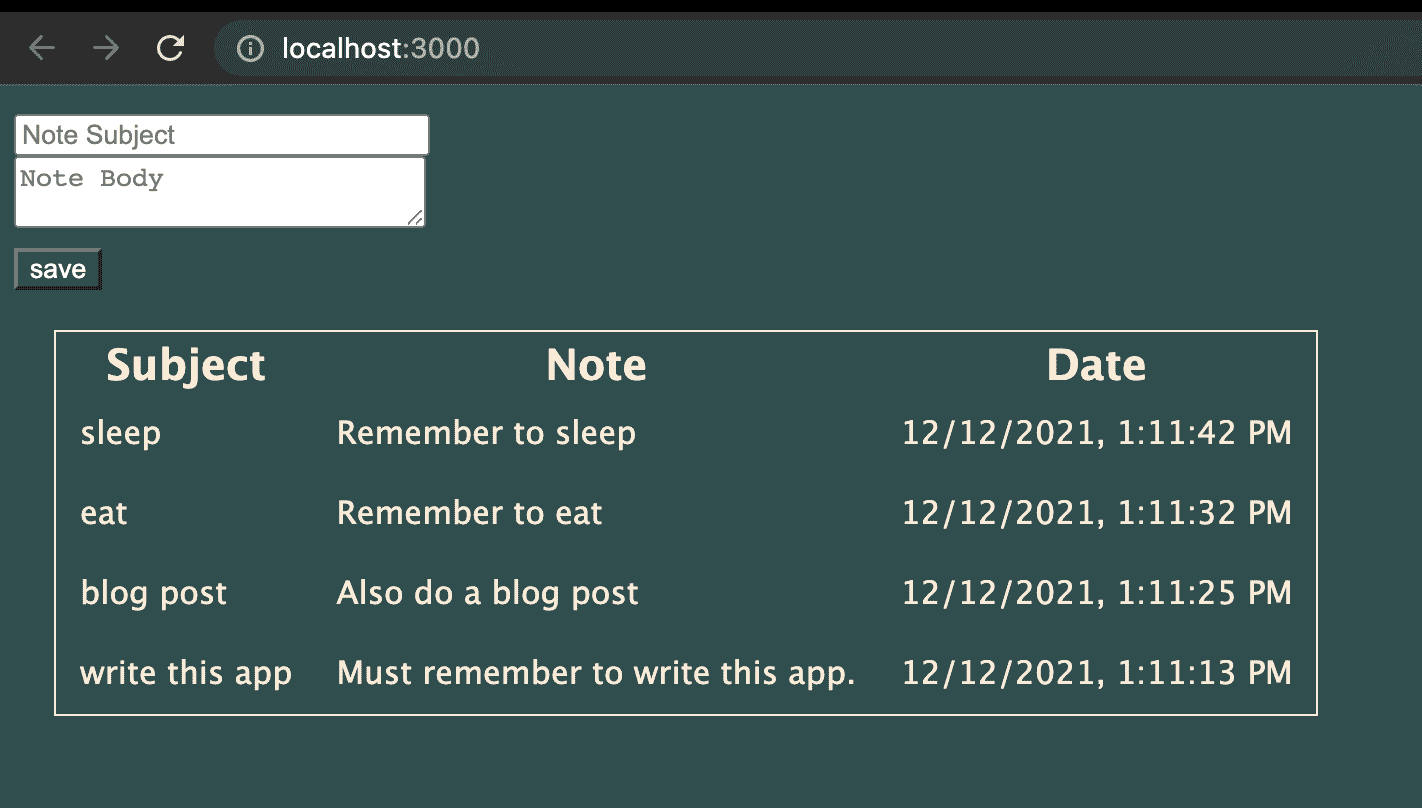 localhost:3000
Note Subject
Note Body
save
Subject Note Date
sleep Remember to sleep 12/12/2021, 1:11:42 PM
eat Remember to eat 12/12/2021, 1:11:32 PM
blog post Also do a blog post 12/12/2021, 1:11:25 PM
write this app Must remember to write this app. 12/12/2021, 1:11:13 PM